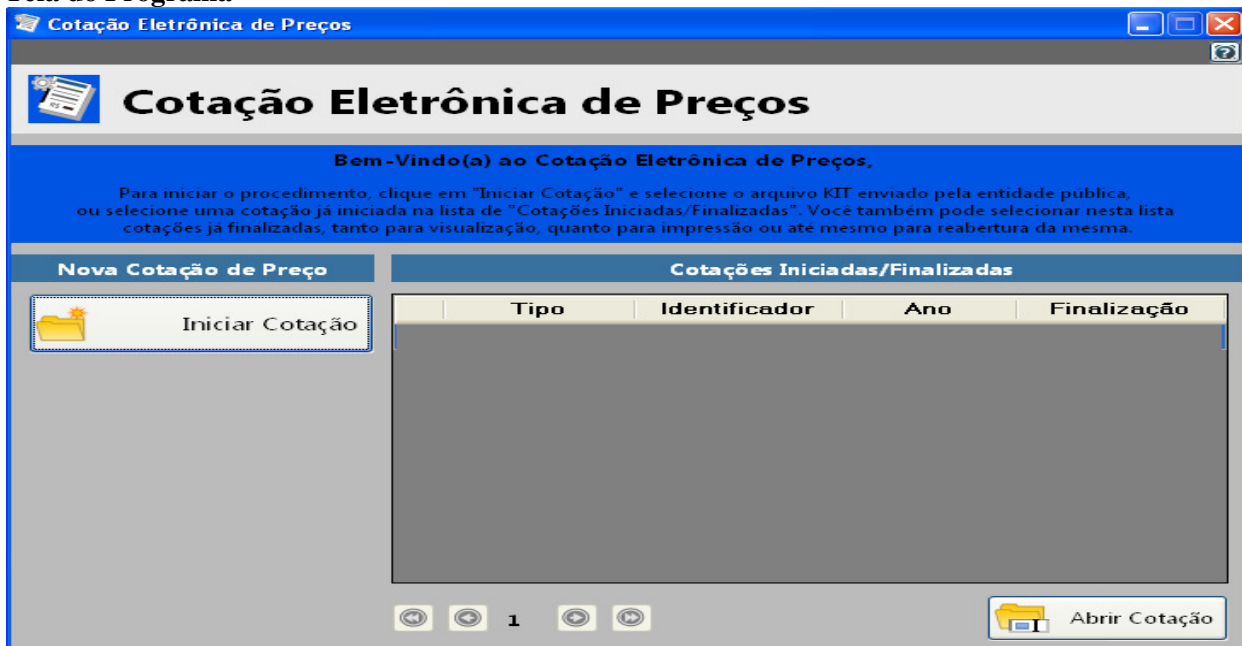 Tela do Programa
Cotação Eletrônica de Preços
Cotação Eletrônica de Preços
Bem-Vindo(a) ao Cotação Eletrônica de Preços,
Para iniciar o procedimento, clique em "Iniciar Cotação" e selecione o arquivo KIT enviado pela entidade publica,
ou selecione uma cotação já iniciada na lista de "Cotações Iniciadas/Finalizadas". Você também pode selecionar nesta lista
cotações já finalizadas, tanto para visualização, quanto para impressão ou até mesmo para reabertura da mesma.
Nova Cotação de Preço
Cotações Iniciadas/Finalizadas
Iniciar Cotação
Tipo Identificador Ano Finalização
1
Abrir Cotação